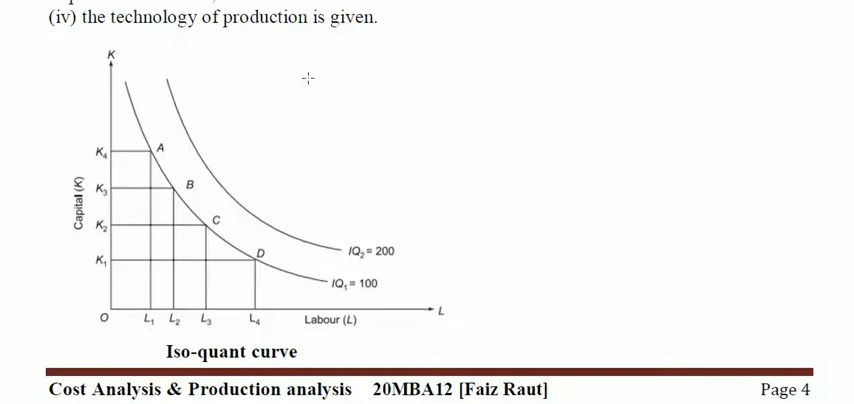 (iv) the technology of production is given.
K
A
K₄
B
K₃
Capital (K)
C
K₂
D
IQ₂ = 200
K₁
IQ₁ = 100
L
O L₁ L₂ L₃ L₄ Labour (L)
Iso-quant curve
Cost Analysis & Production analysis 20MBA12 [Faiz Raut] Page 4